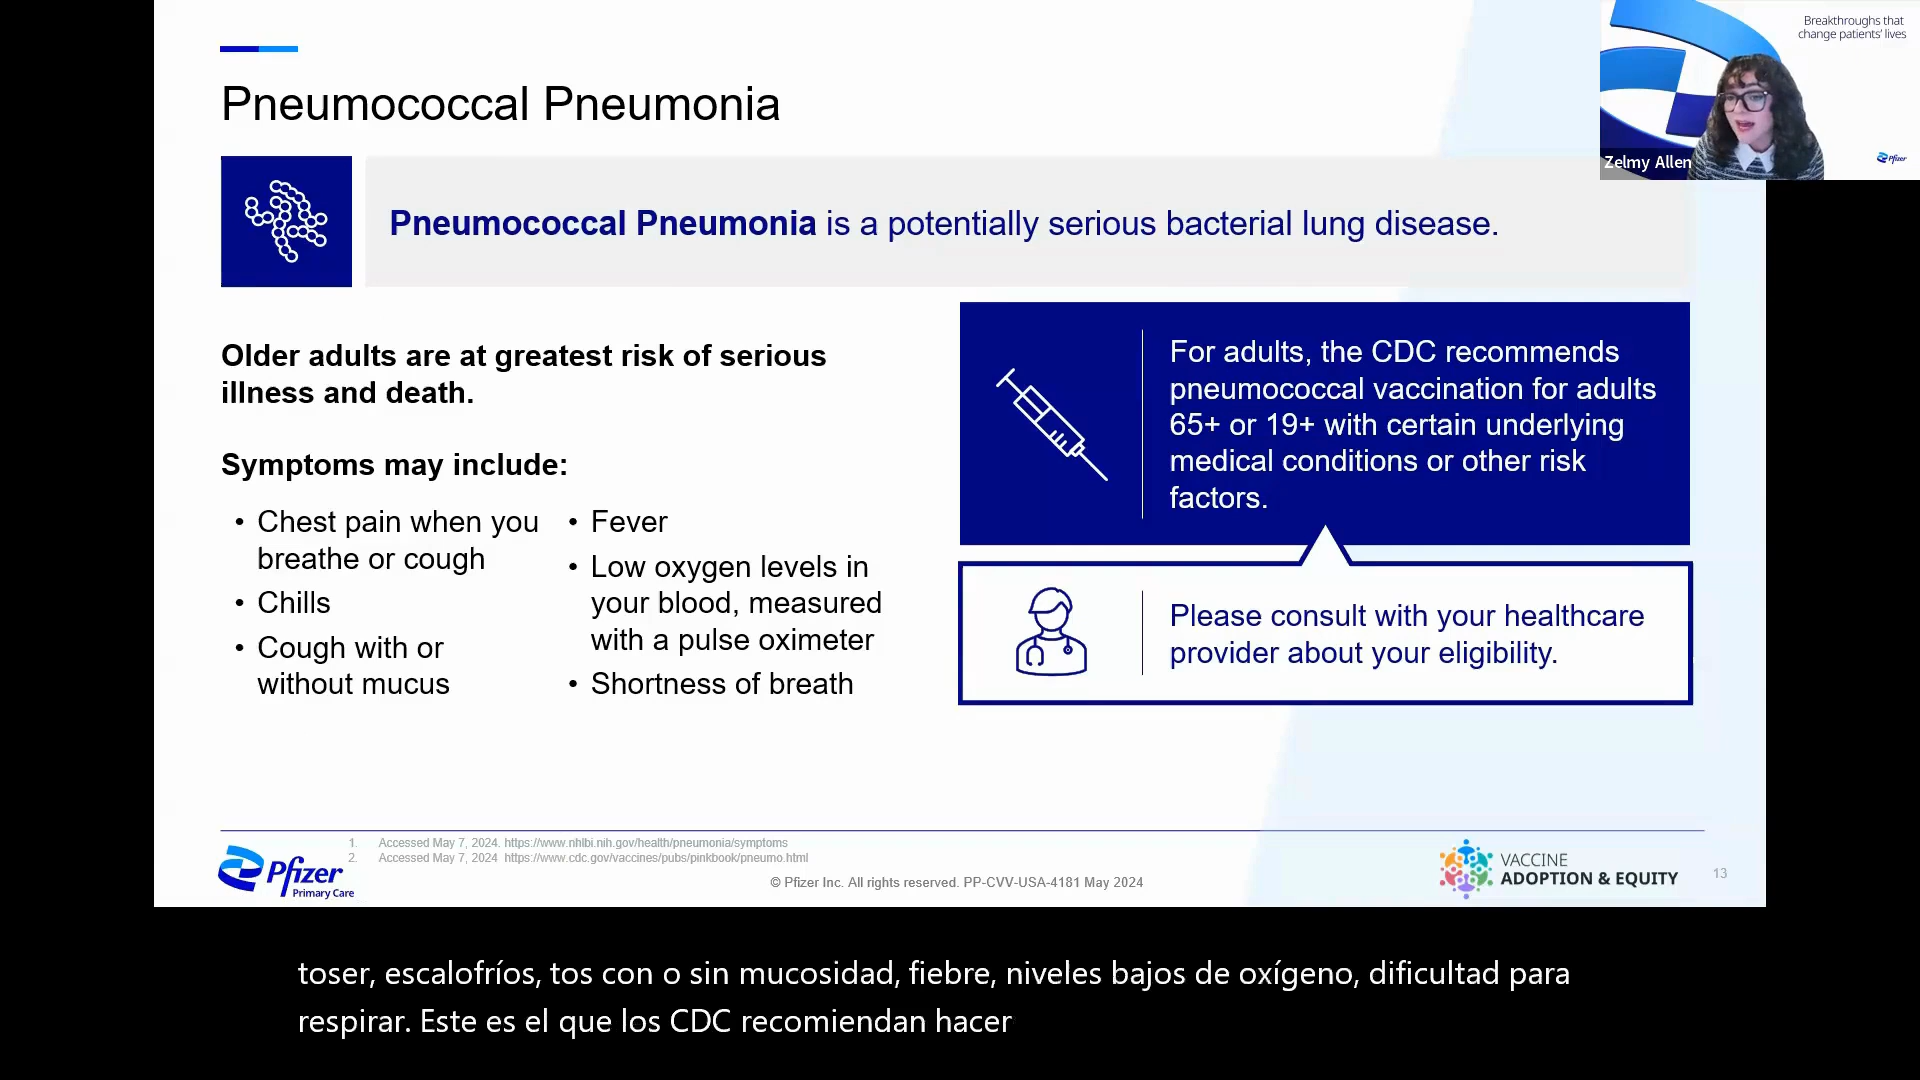 Breakthroughs that
change patients' lives
Zelmy Allen
Pfizer
Pneumococcal Pneumonia
Pneumococcal Pneumonia is a potentially serious bacterial lung disease.
Older adults are at greatest risk of serious
illness and death.
Symptoms may include:
• Chest pain when you
breathe or cough
• Chills
• Cough with or
without mucus
• Fever
• Low oxygen levels in
your blood, measured
with a pulse oximeter
• Shortness of breath
For adults, the CDC recommends
pneumococcal vaccination for adults
65+ or 19+ with certain underlying
medical conditions or other risk
factors.
Please consult with your healthcare
provider about your eligibility.
1. Accessed May 7, 2024. https://www.nhlbi.nih.gov/health/pneumonia/symptoms
2. Accessed May 7, 2024 https://www.cdc.gov/vaccines/pubs/pinkbook/pneumo.html
Pfizer
Primary Care
© Pfizer Inc. All rights reserved. PP-CVV-USA-4181 May 2024
VACCINE
ADOPTION & EQUITY
13
toser, escalofríos, tos con o sin mucosidad, fiebre, niveles bajos de oxígeno, dificultad para
respirar. Este es el que los CDC recomiendan hacer